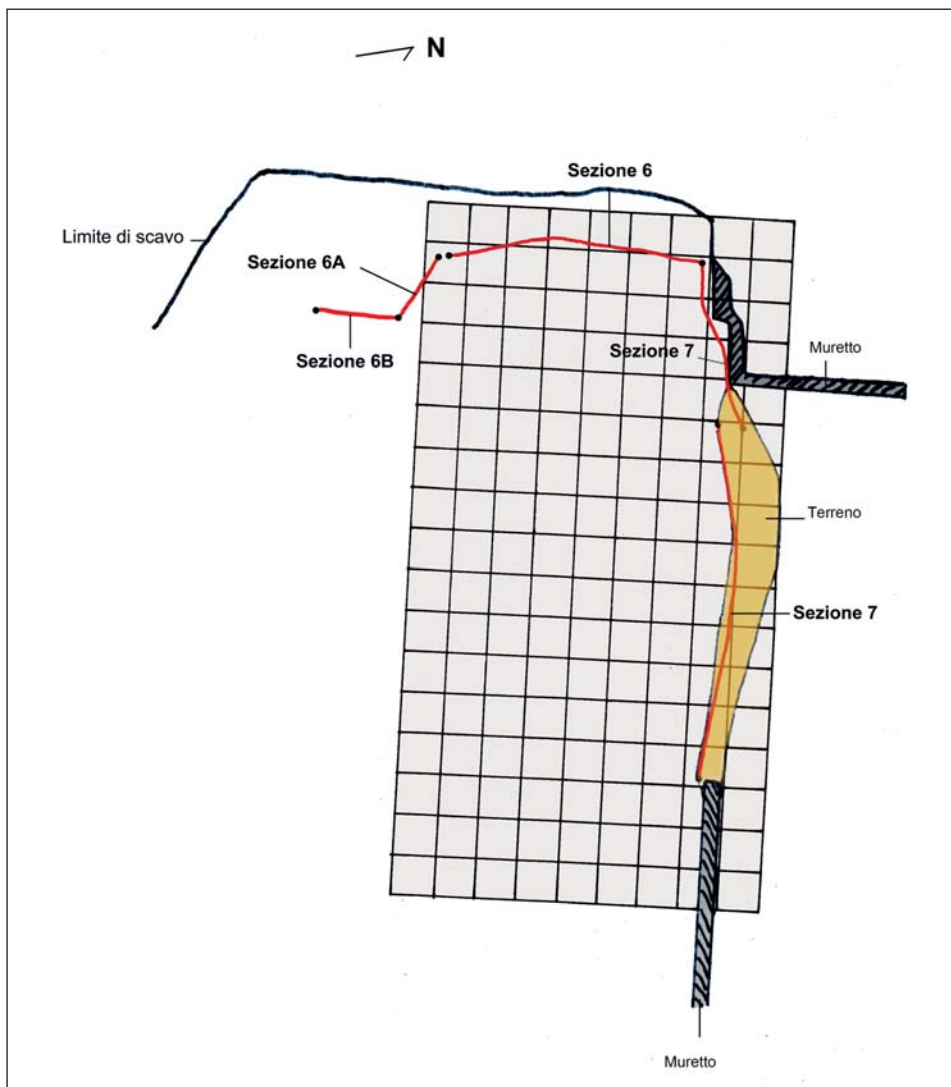 N
Sezione 6
Limite di scavo
Sezione 6A
Sezione 7
Muretto
Sezione 6B
Terreno
Sezione 7
Muretto